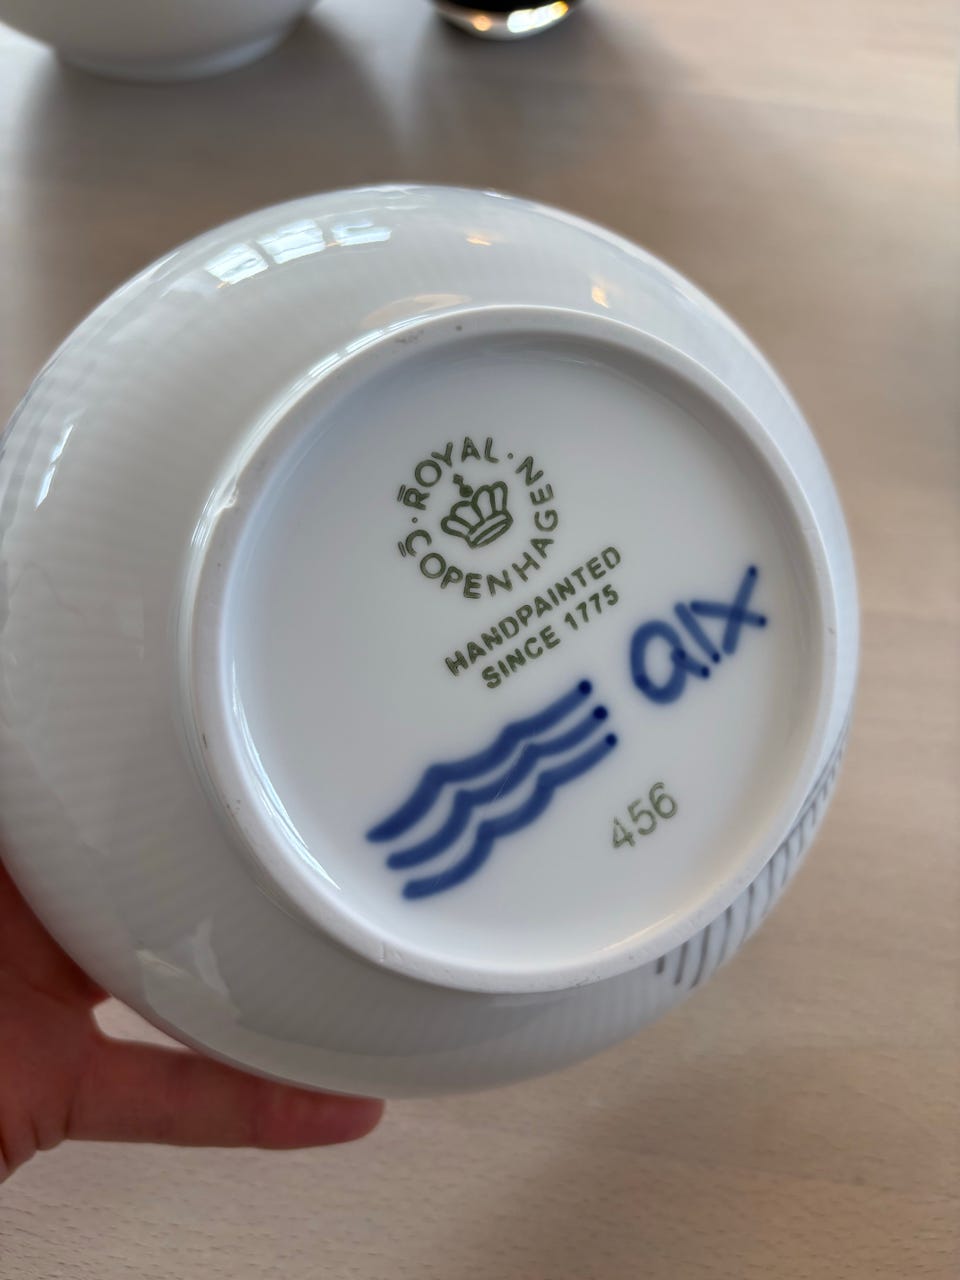 ROYAL · COPENHAGEN ·
HANDPAINTED
SINCE 1775
456